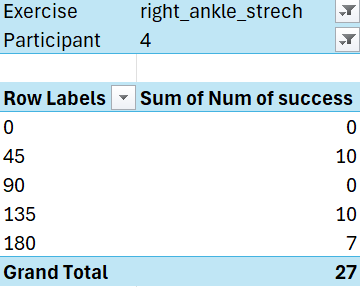 Exercise right_ankle_strech
Participant 4
Row Labels Sum of Num of success
0 0
45 10
90 0
135 10
180 7
Grand Total 27